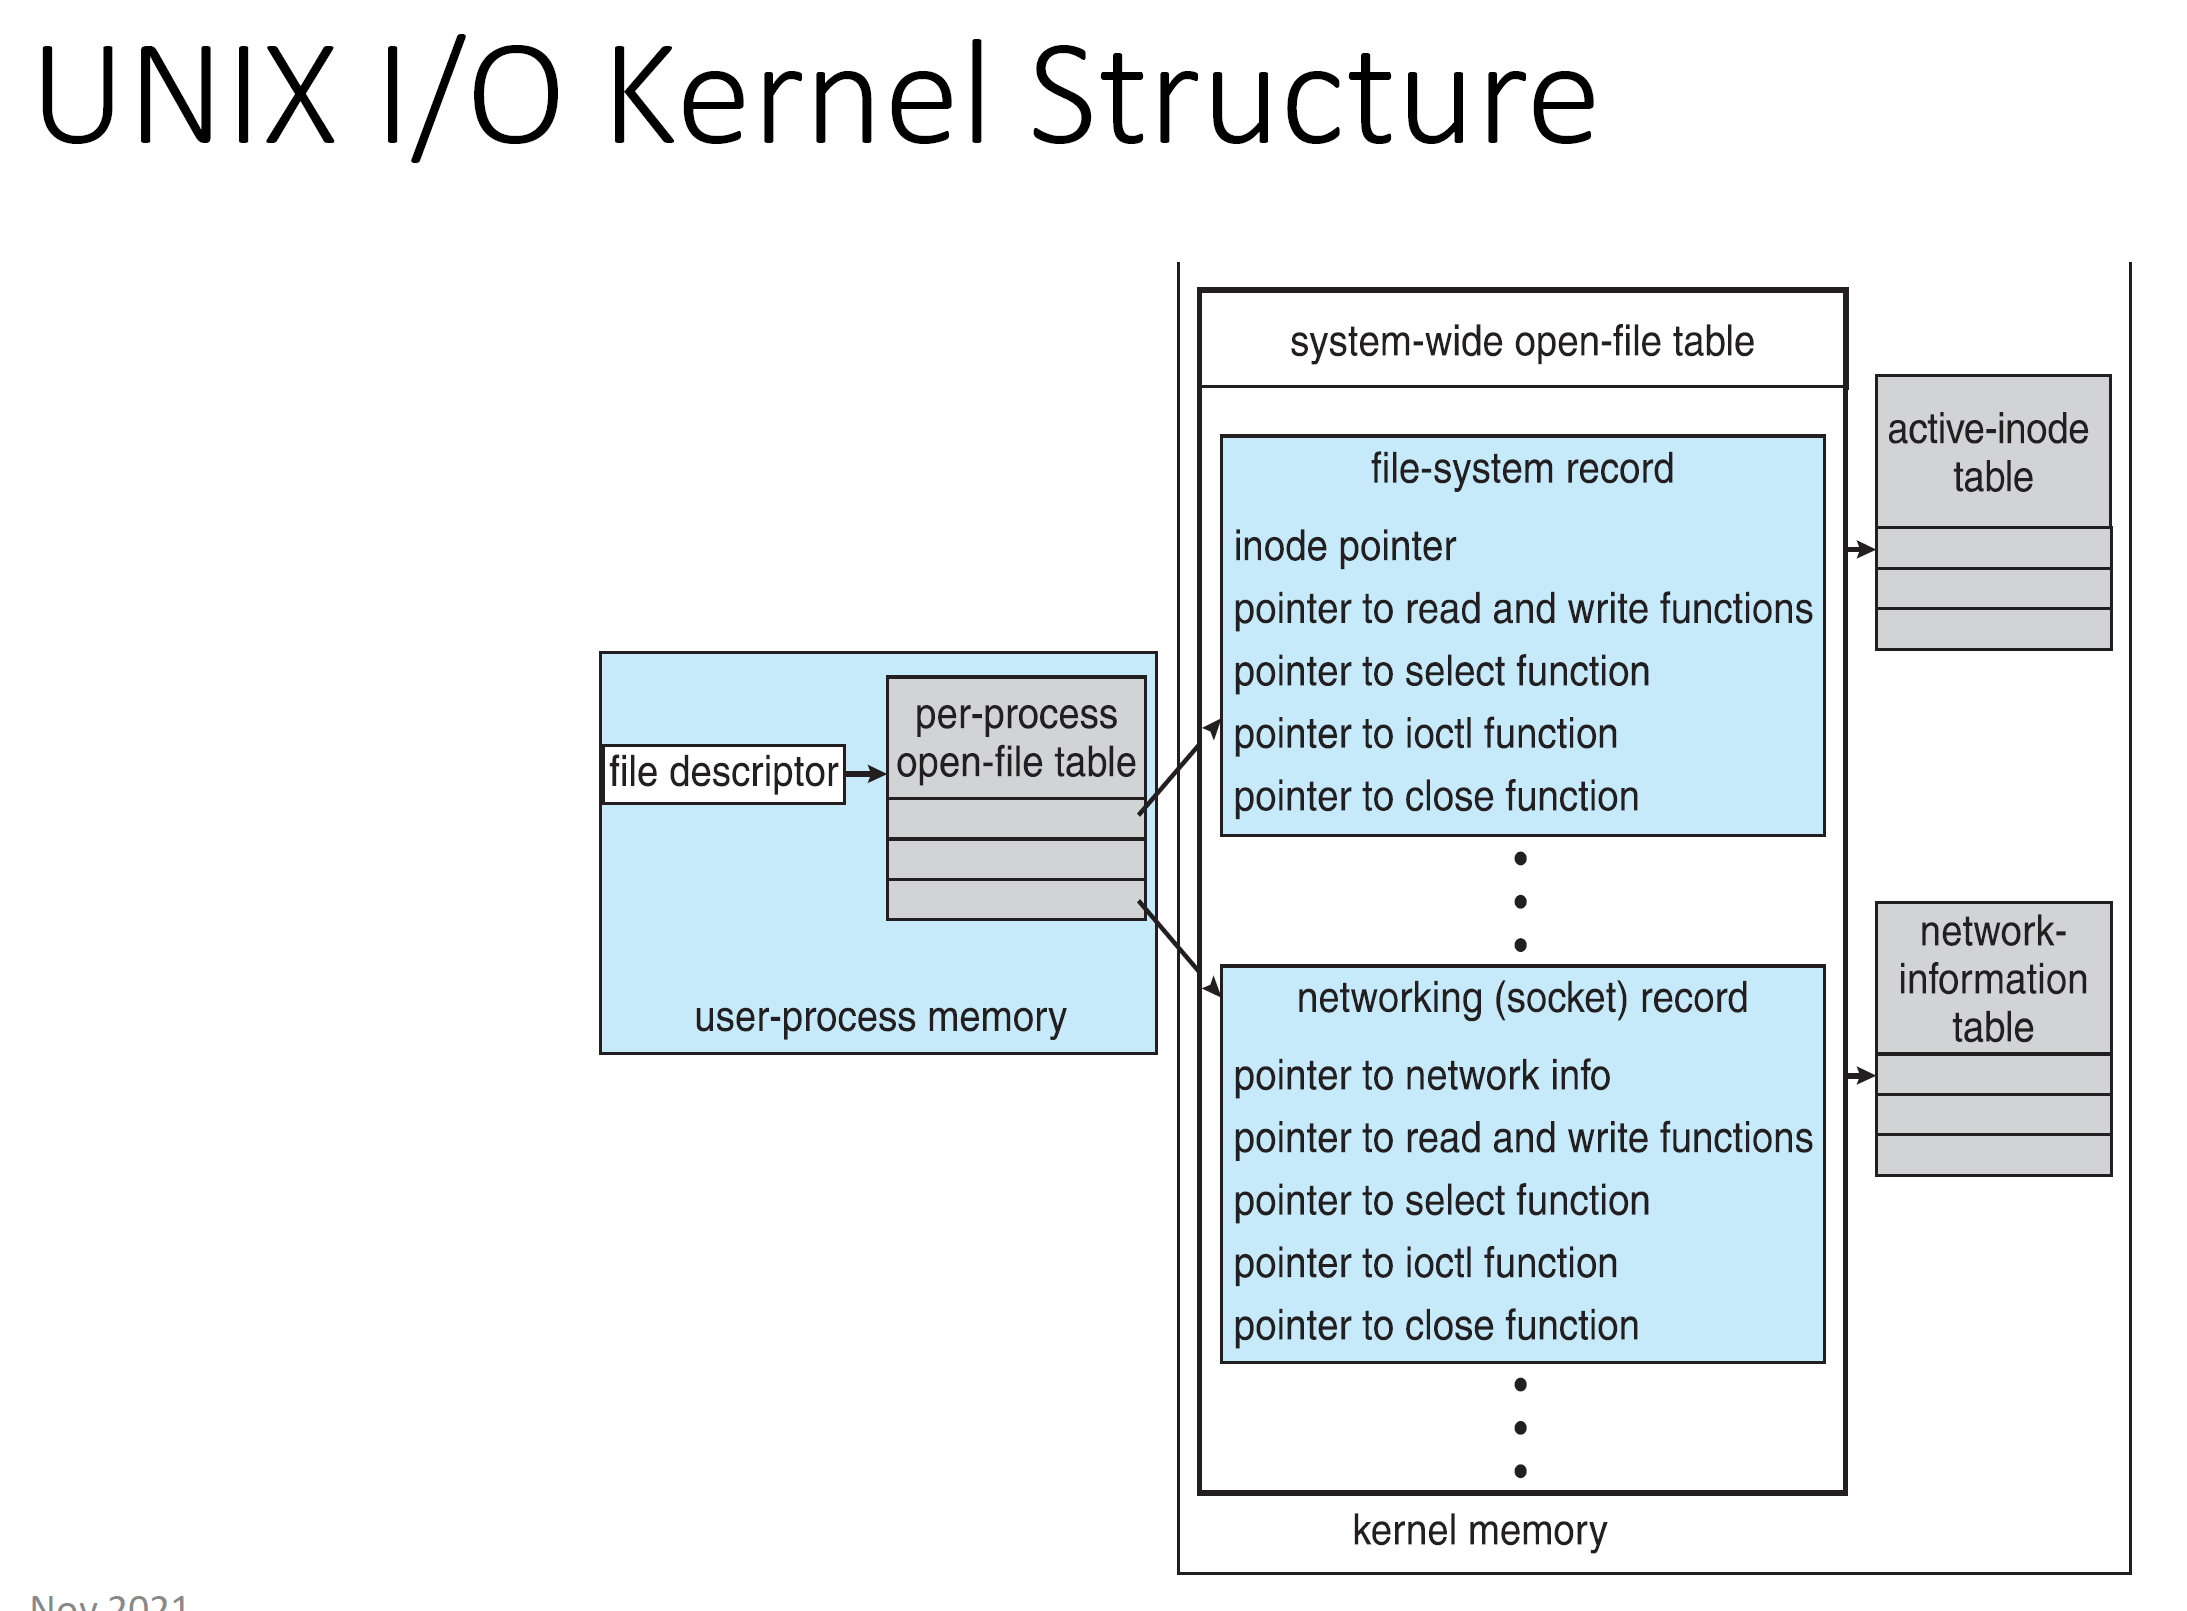 UNIX I/O Kernel Structure
system-wide open-file table
file-system record
inode pointer
pointer to read and write functions
pointer to select function
pointer to ioctl function
pointer to close function
active-inode
table
file descriptor
per-process
open-file table
user-process memory
networking (socket) record
pointer to network info
pointer to read and write functions
pointer to select function
pointer to ioctl function
pointer to close function
network-
information
table
kernel memory
Nov 2021